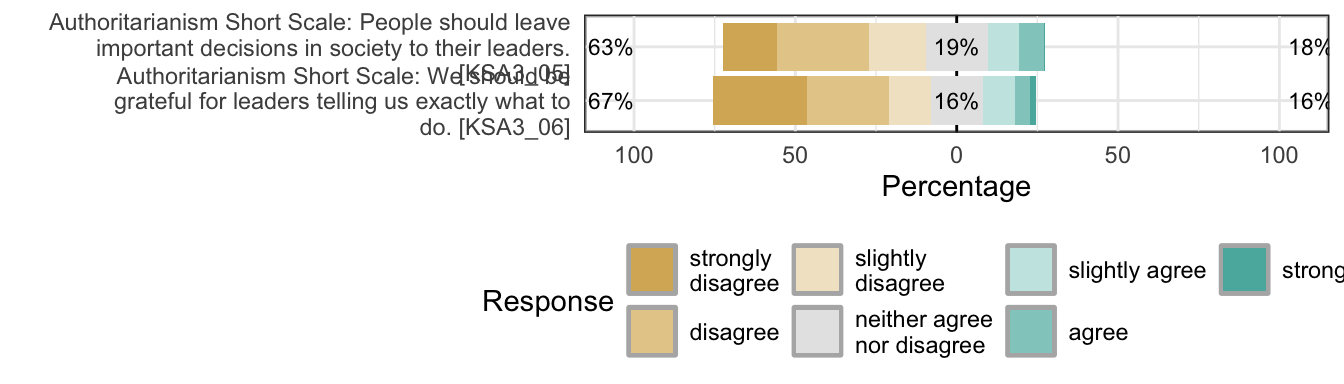 Authoritarianism Short Scale: People should leave
important decisions in society to their leaders.
[KSA3_05]
63%
19%
18%
Authoritarianism Short Scale: We should be
grateful for leaders telling us exactly what to
do. [KSA3_06]
67%
16%
16%
100
50
0
50
100
Percentage
Response
strongly
disagree
slightly
disagree
slightly agree
strong
disagree
neither agree
nor disagree
agree